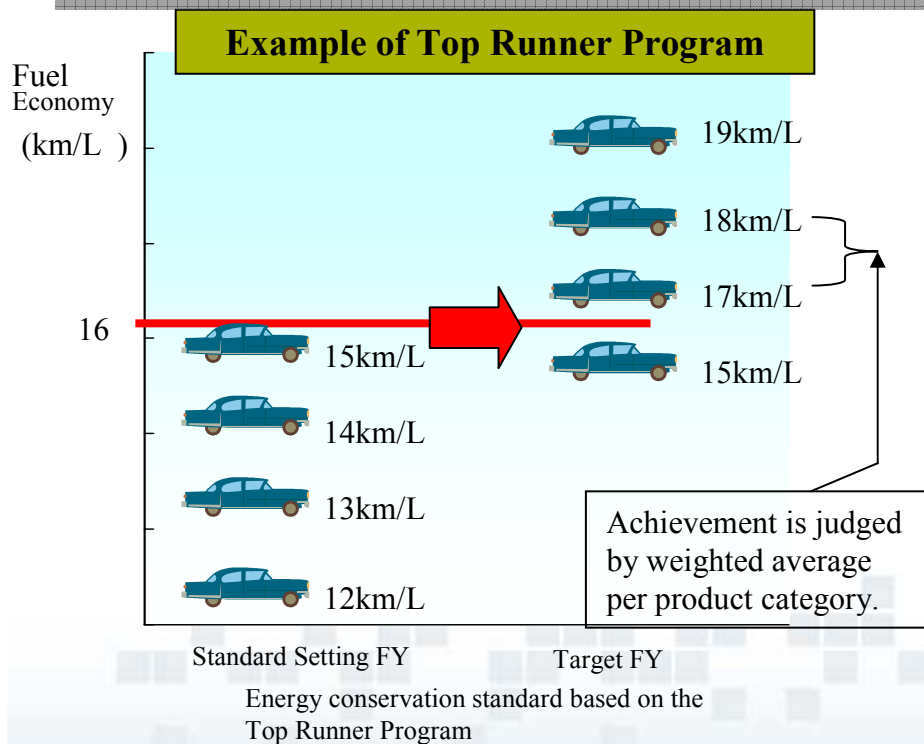 Example of Top Runner Program
Fuel
Economy
(km/L )
16
15km/L
14km/L
13km/L
12km/L
19km/L
18km/L
17km/L
15km/L
Achievement is judged
by weighted average
per product category.
Standard Setting FY
Target FY
Energy conservation standard based on the
Top Runner Program